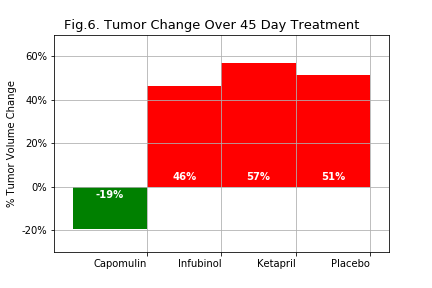 Fig.6. Tumor Change Over 45 Day Treatment
% Tumor Volume Change
60%
40%
20%
0%
-20%
-19%
46%
57%
51%
Capomulin
Infubinol
Ketapril
Placebo